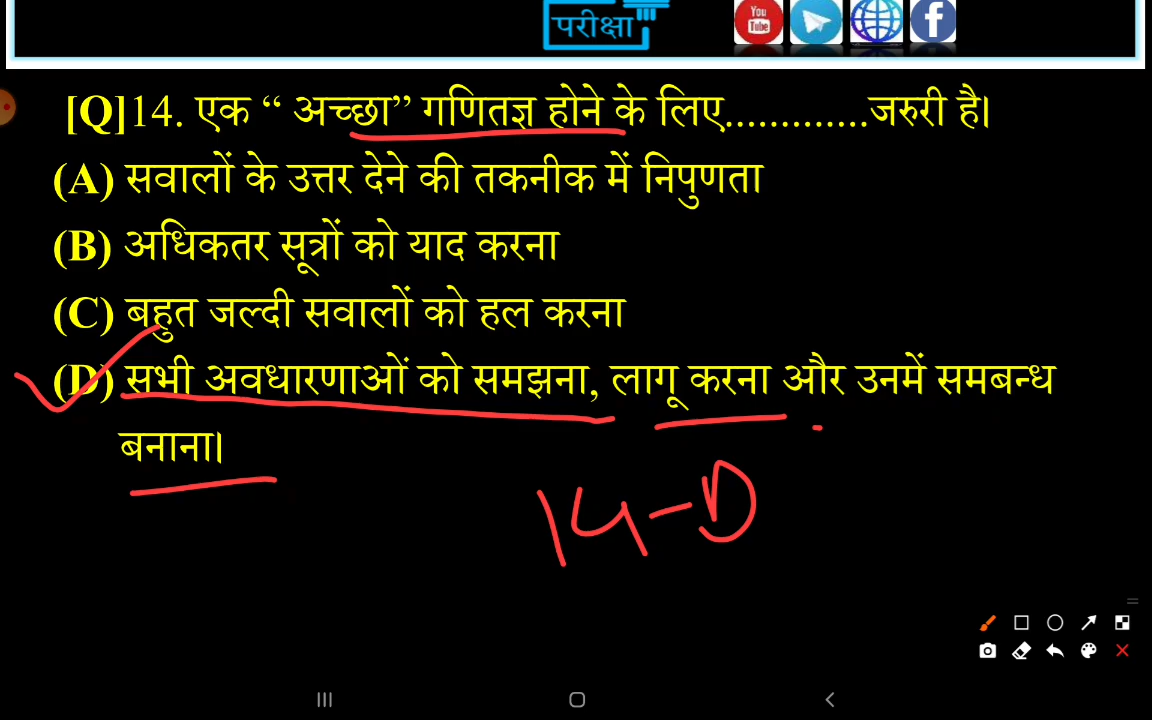 परीक्षा
You
Tube
f
[Q]14. एक “ अच्छा” गणितज्ञ होने के लिए.............जरुरी है।
(A) सवालों के उत्तर देने की तकनीक में निपुणता
(B) अधिकतर सूत्रों को याद करना
(C) बहुत जल्दी सवालों को हल करना
(D) सभी अवधारणाओं को समझना, लागू करना और उनमें समबन्ध
बनाना।
14-D